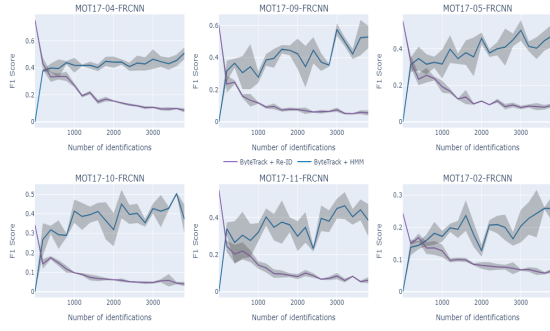 MOT17-04-FRCNN
MOT17-09-FRCNN
MOT17-05-FRCNN
F1 Score
0.6
0.4
0.2
0
1000
2000
3000
Number of identifications
F1 Score
0.6
0.4
0.2
0
1000
2000
3000
Number of identifications
F1 Score
0.4
0.2
0
1000
2000
3000
Number of identifications
ByteTrack + Re-ID
ByteTrack + HMM
MOT17-10-FRCNN
MOT17-11-FRCNN
MOT17-02-FRCNN
F1 Score
0.5
0.4
0.3
0.2
0.1
0
1000
2000
3000
Number of identifications
F1 Score
0.4
0.2
0
1000
2000
3000
Number of identifications
F1 Score
0.3
0.2
0.1
0
1000
2000
3000
Number of identifications